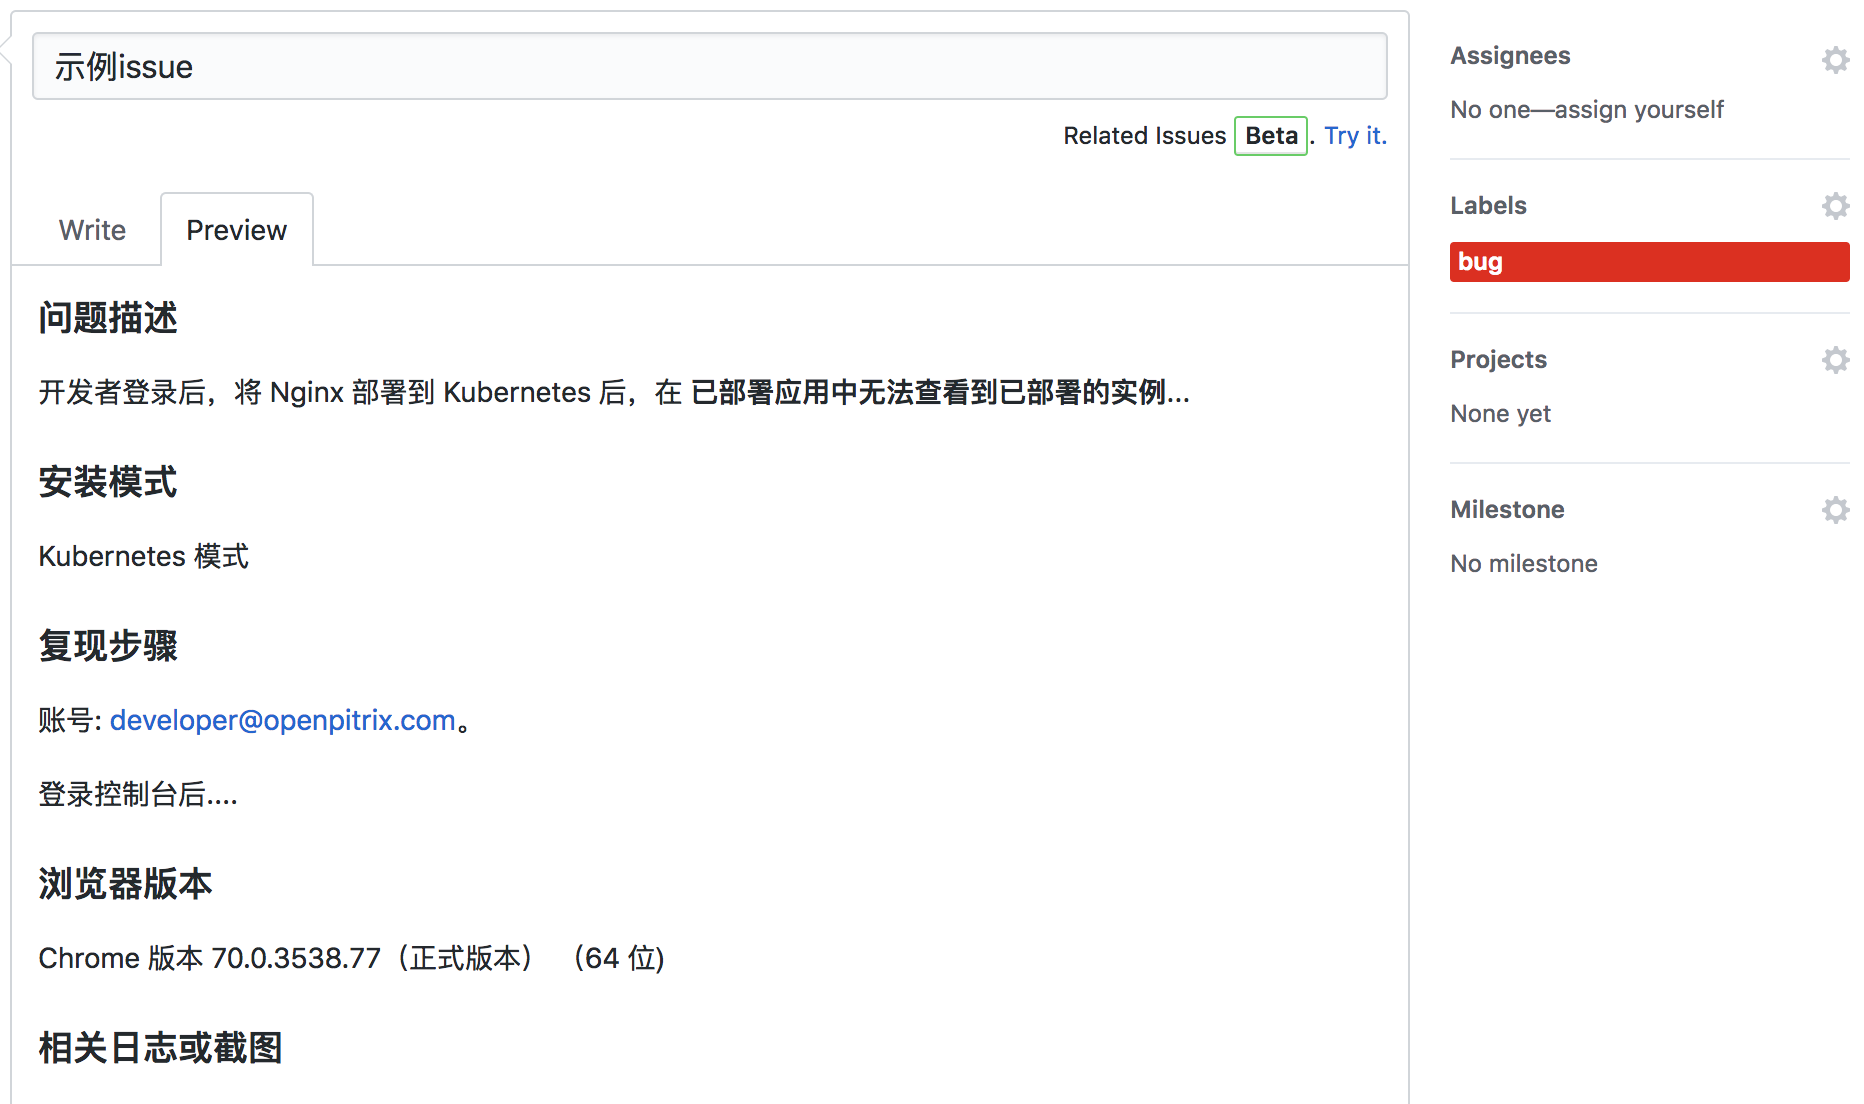 示例issue
Related Issues Beta. Try it.
Write
Preview
问题描述
开发者登录后，将 Nginx 部署到 Kubernetes 后，在 已部署应用中无法查看到已部署的实例...
安装模式
Kubernetes 模式
复现步骤
账号: developer@openpitrix.com。
登录控制台后....
浏览器版本
Chrome 版本 70.0.3538.77（正式版本） （64 位)
相关日志或截图
Assignees
No one—assign yourself
Labels
bug
Projects
None yet
Milestone
No milestone